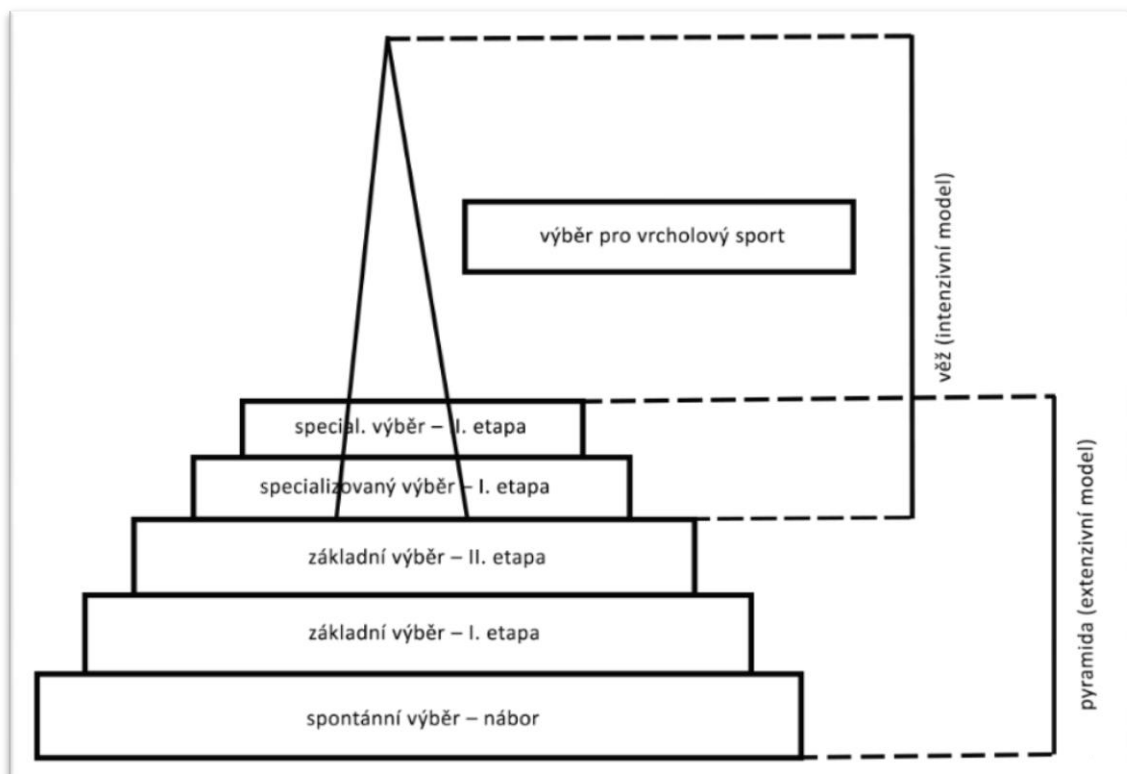 výběr pro vrcholový sport
věž (intenzivní model)
special. výběr – II. etapa
specializovaný výběr – I. etapa
základní výběr – II. etapa
základní výběr – I. etapa
spontánní výběr – nábor
pyramida (extenzivní model)